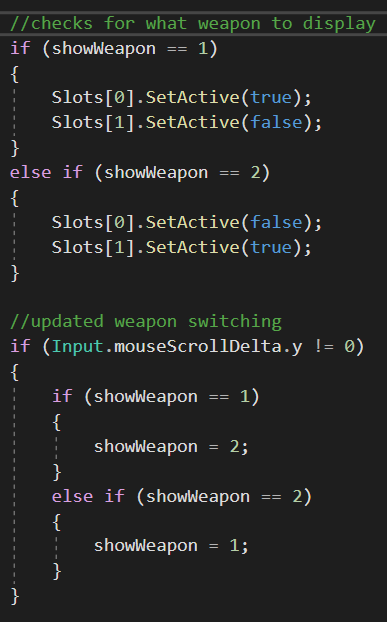 //checks for what weapon to display
if (showWeapon == 1)
{
    Slots[0].SetActive(true);
    Slots[1].SetActive(false);
}
else if (showWeapon == 2)
{
    Slots[0].SetActive(false);
    Slots[1].SetActive(true);
}

//updated weapon switching
if (Input.mouseScrollDelta.y != 0)
{
    if (showWeapon == 1)
    {
        showWeapon = 2;
    }
    else if (showWeapon == 2)
    {
        showWeapon = 1;
    }
}